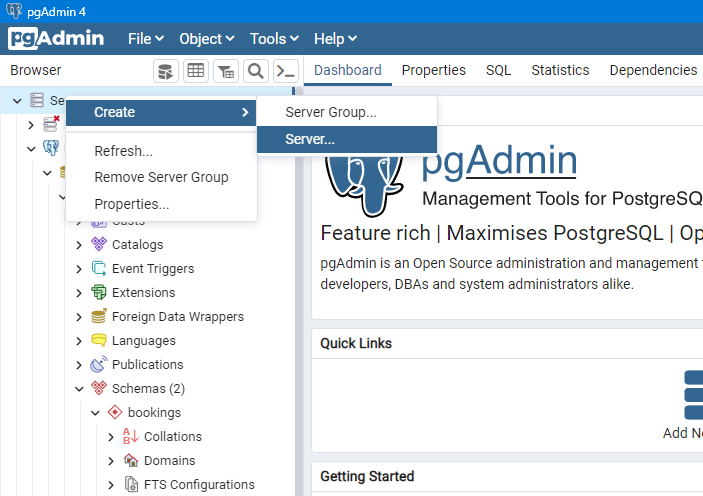 pgAdmin 4
pgAdmin File Object Tools Help
Browser Dashboard Properties SQL Statistics Dependencies
Se
Create Server Group...
Server...
Refresh...
Remove Server Group
Properties...
pgAdmin
Management Tools for PostgreSQ
Feature rich | Maximises PostgreSQL | Op
pgAdmin is an Open Source administration and management
developers, DBAs and system administrators alike.
Casts
Catalogs
Event Triggers
Extensions
Foreign Data Wrappers
Languages
Publications
Schemas (2)
bookings
Collations
Domains
FTS Configurations
Quick Links
Add Ne
Getting Started